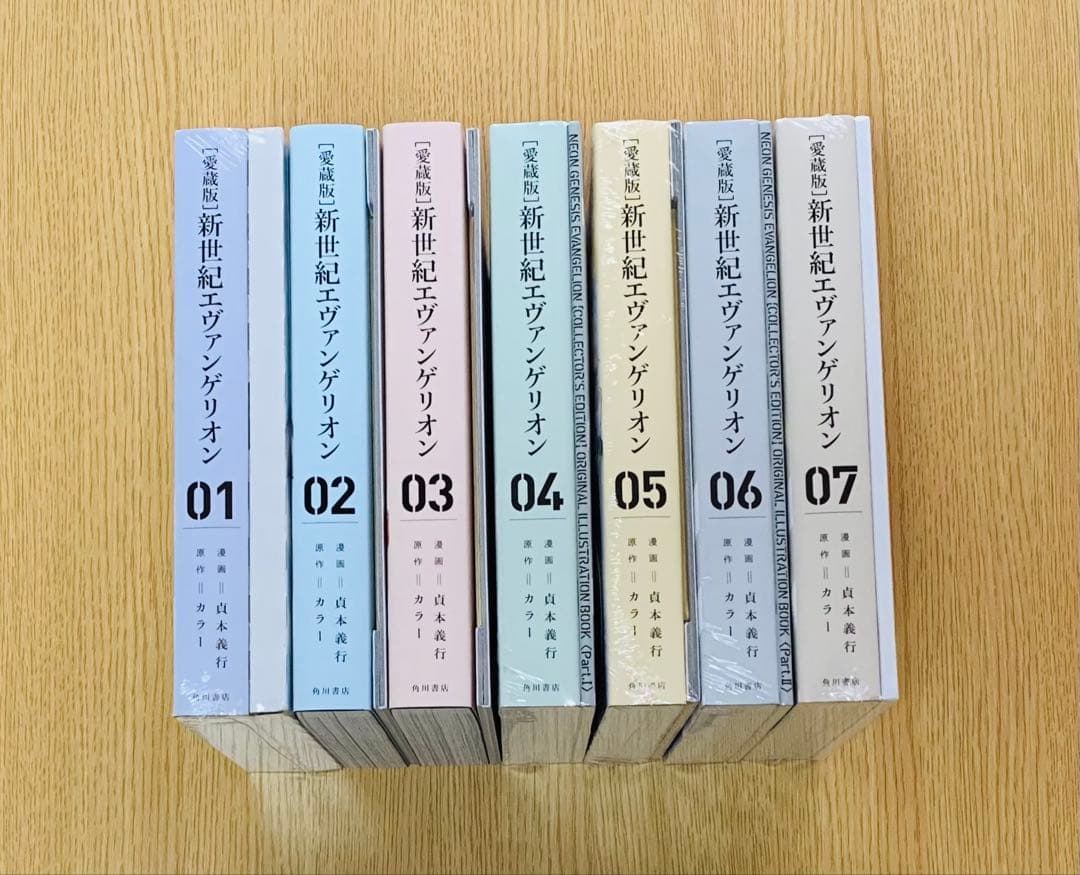 [愛蔵版]新世紀エヴァンゲリオン
01
漫画=貞本義行
原作=カラー
角川書店
[愛蔵版]新世紀エヴァンゲリオン
02
漫画=貞本義行
原作=カラー
角川書店
[愛蔵版]新世紀エヴァンゲリオン
03
漫画=貞本義行
原作=カラー
角川書店
[愛蔵版]新世紀エヴァンゲリオン
04
漫画=貞本義行
原作=カラー
角川書店
NEON GENESIS EVANGELION [COLLECTOR'S EDITION] ORIGINAL ILLUSTRATION BOOK〈Part.I〉
[愛蔵版]新世紀エヴァンゲリオン
05
漫画=貞本義行
原作=カラー
角川書店
[愛蔵版]新世紀エヴァンゲリオン
06
漫画=貞本義行
原作=カラー
角川書店
NEON GENESIS EVANGELION [COLLECTOR'S EDITION] ORIGINAL ILLUSTRATION BOOK〈Part.II〉
[愛蔵版]新世紀エヴァンゲリオン
07
漫画=貞本義行
原作=カラー
角川書店